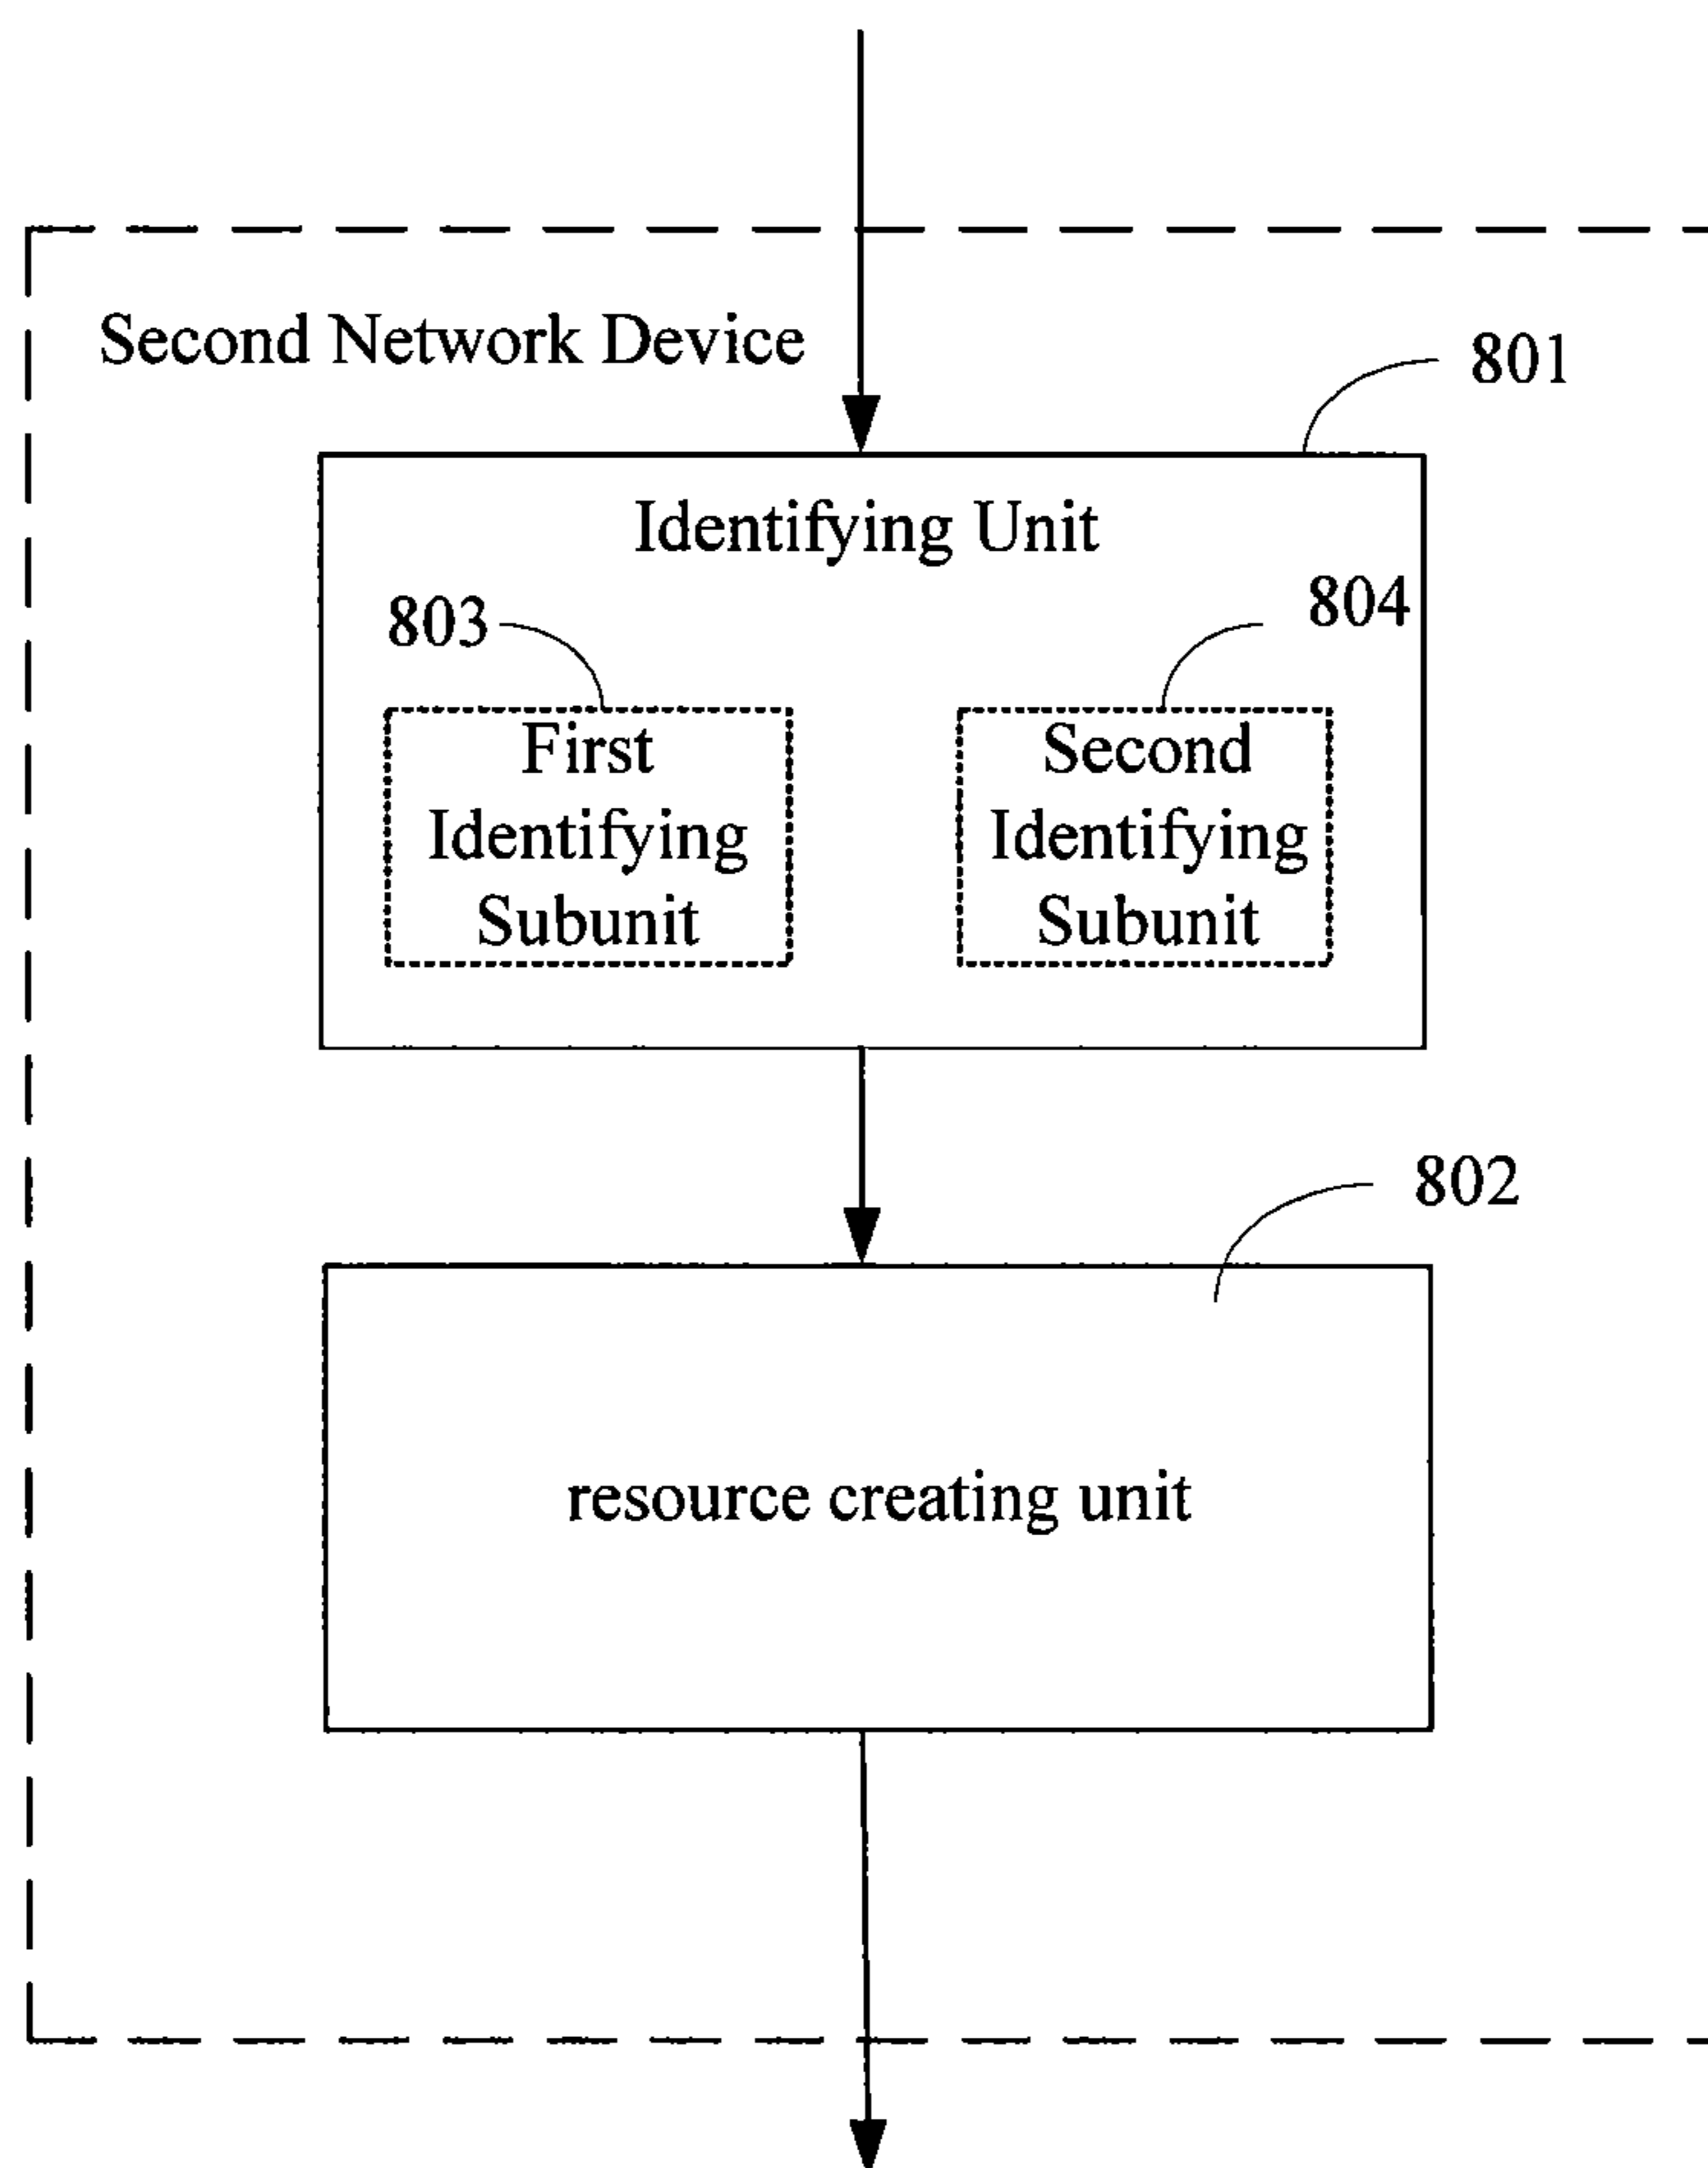 Second Network Device
801
Identifying Unit
803
804
First
Identifying
Subunit
Second
Identifying
Subunit
802
resource creating unit